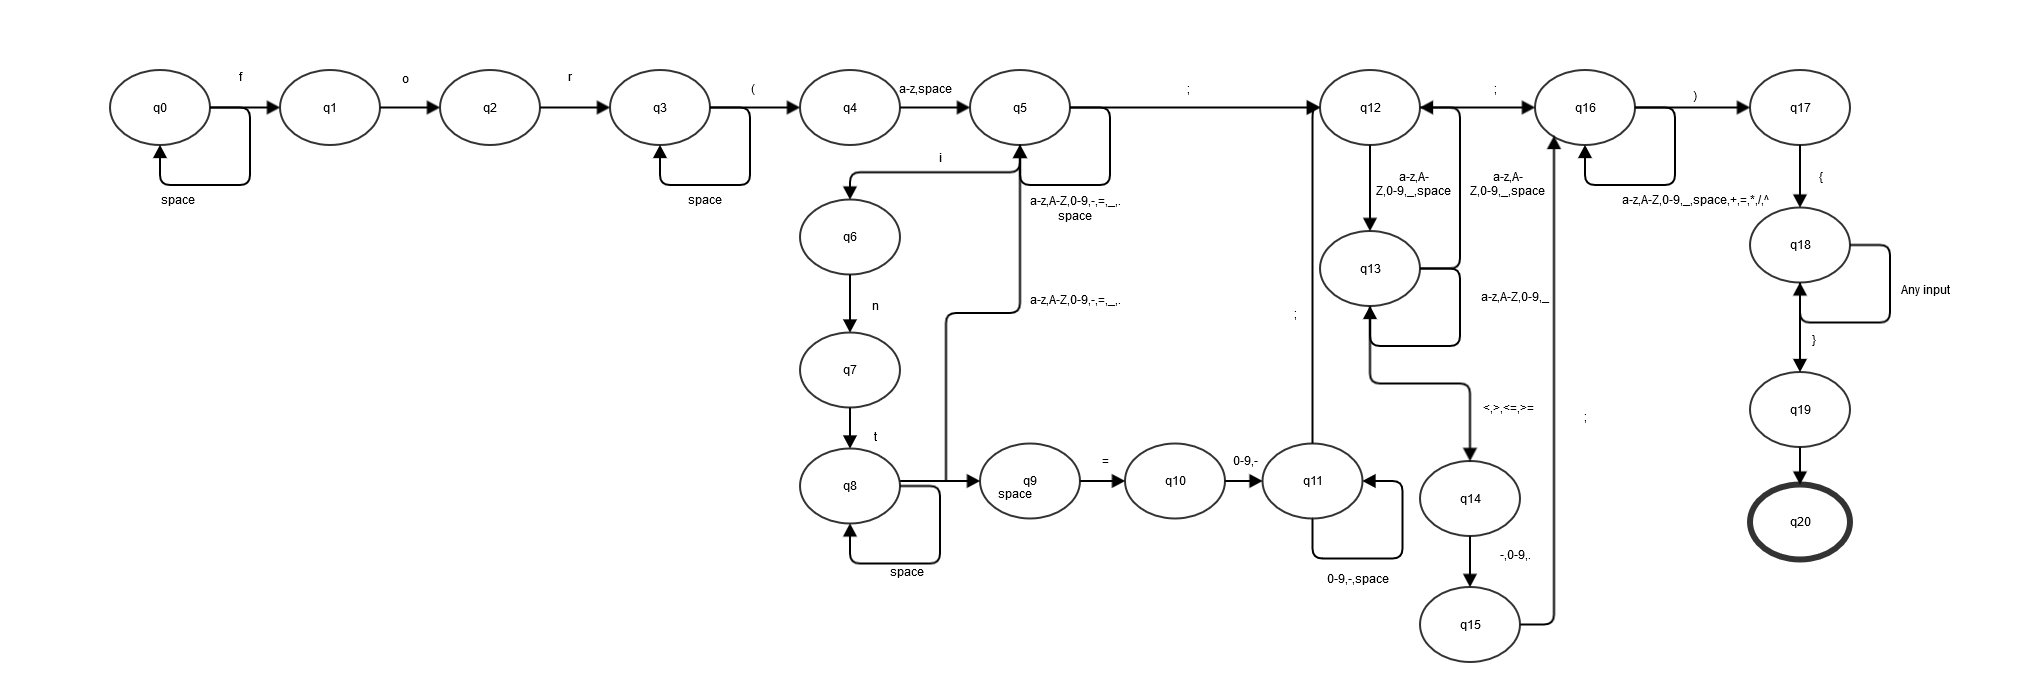 f
o
r
(
a-z,space
;
;
)
q0
q1
q2
q3
q4
q5
q12
q16
q17
space
space
i
a-z,A-Z,0-9,-,=,_,.
space
a-z,A-
Z,0-9,_,space
a-z,A-
Z,0-9,_,space
a-z,A-Z,0-9,_,space,+,=,*,/,^
{
q6
q13
q18
n
a-z,A-Z,0-9,-,=,_,.
;
a-z,A-Z,0-9,_
Any input
}
q7
t
<,>,<=,>=
;
q19
q8
q9
space
=
q10
0-9,-
q11
q14
q20
space
0-9,-,space
-,0-9,.
q15